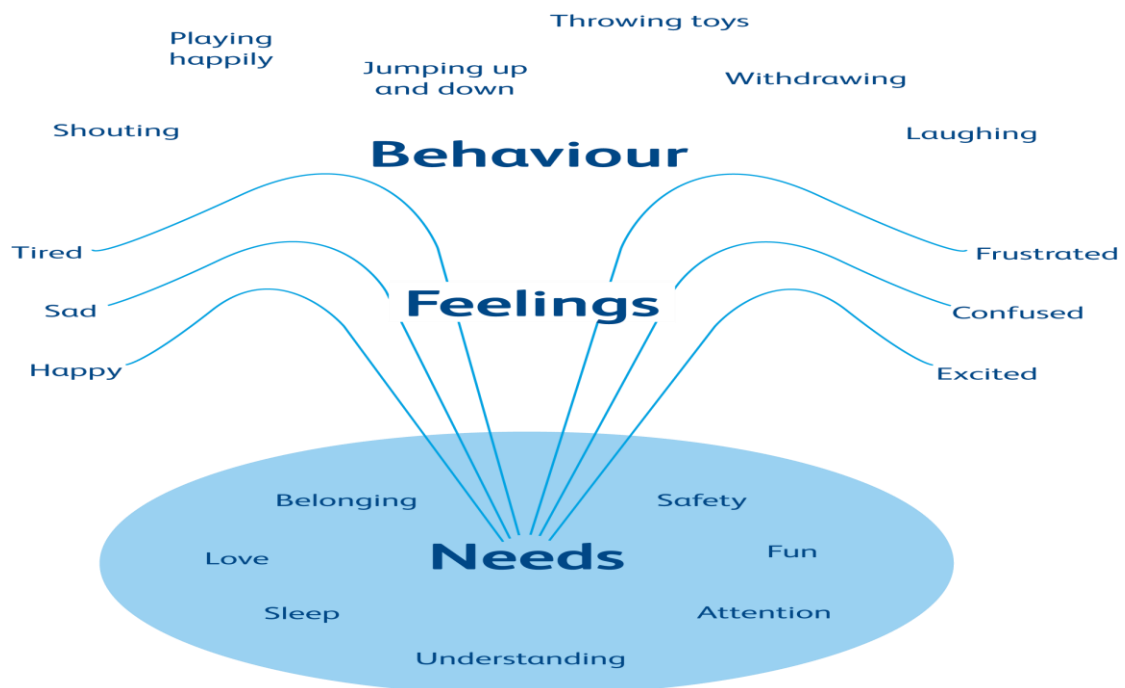 Throwing toys
Playing
happily
Jumping up
and down
Withdrawing
Shouting
Laughing
Behaviour
Tired
Frustrated
Feelings
Sad
Confused
Happy
Excited
Belonging
Safety
Love
Needs
Fun
Sleep
Attention
Understanding